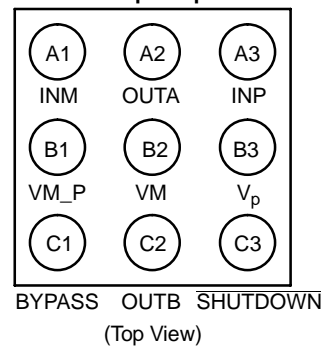 A1 A2 A3
INM OUTA INP
B1 B2 B3
VM_P VM Vp
C1 C2 C3
BYPASS OUTB SHUTDOWN
(Top View)